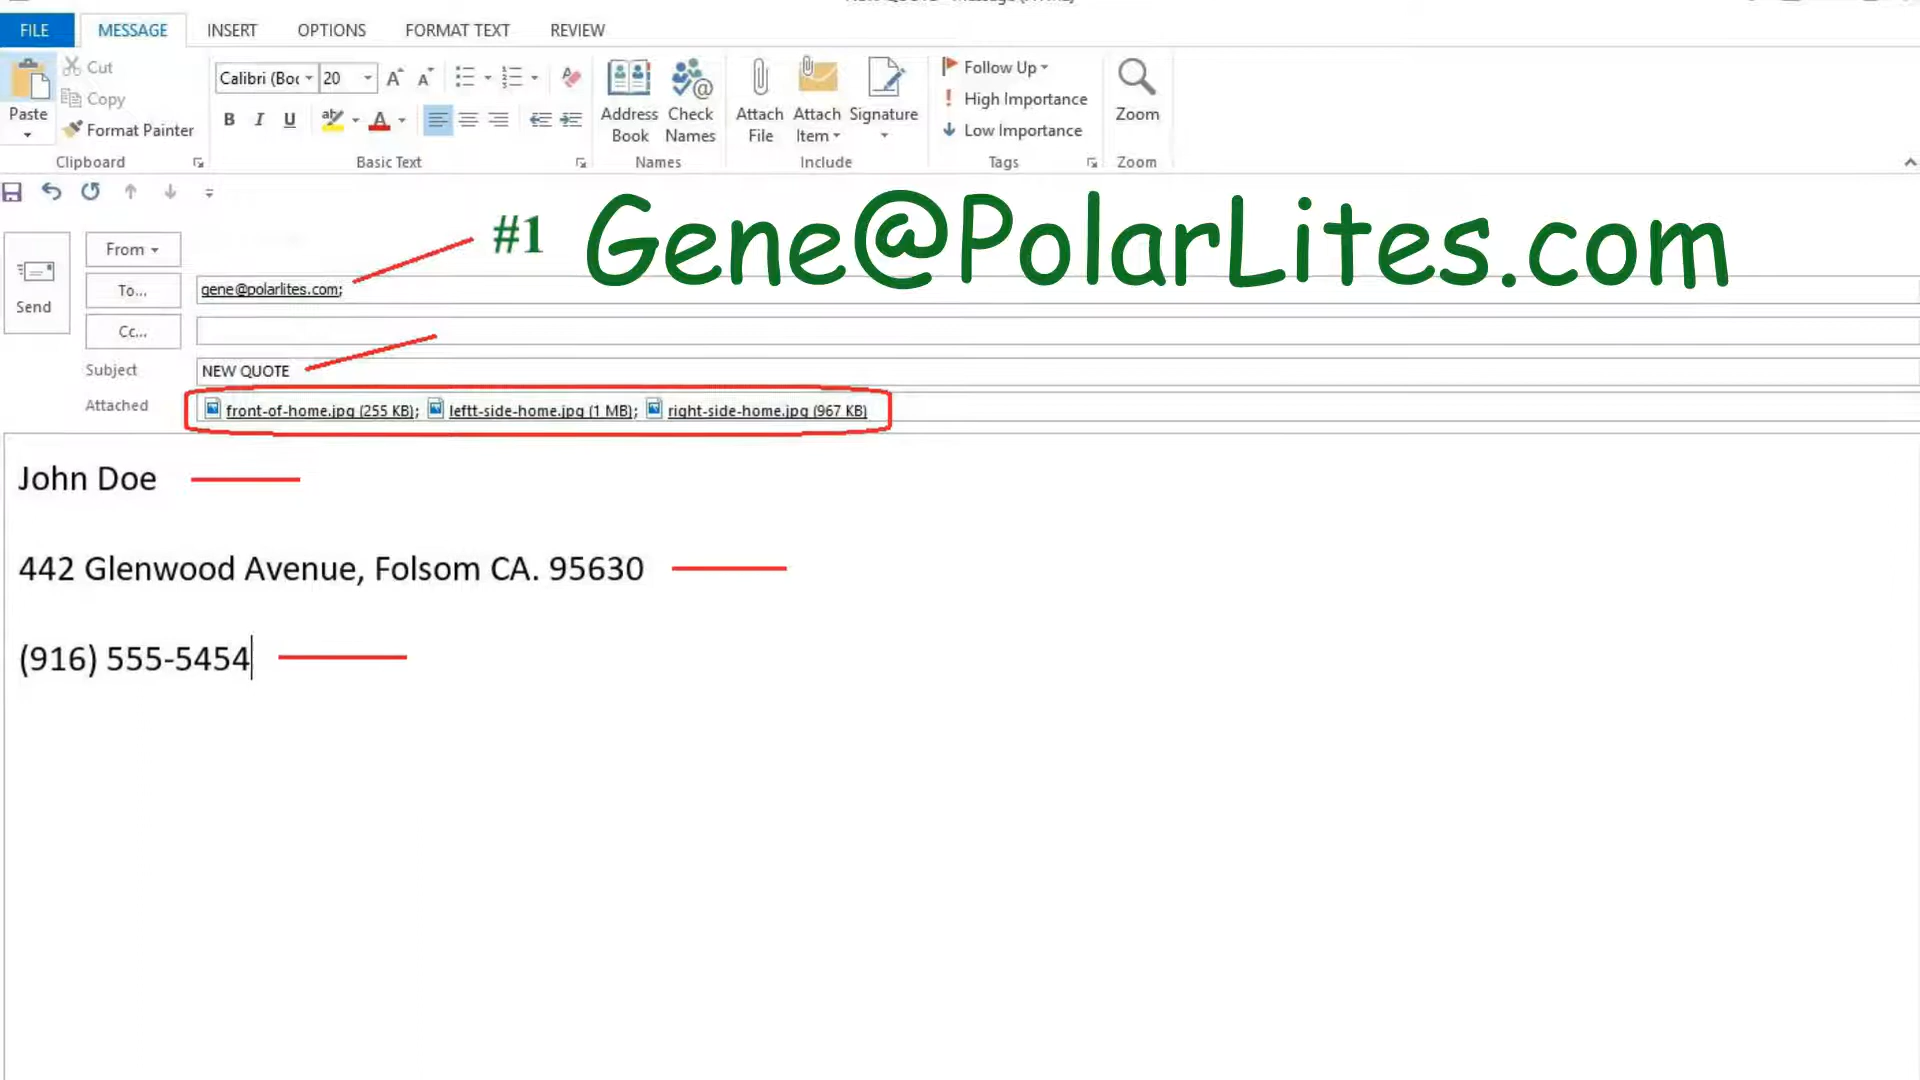 FILE MESSAGE INSERT OPTIONS FORMAT TEXT REVIEW
Cut
Copy
Format Painter
Paste
Clipboard
Calibri (Boc 20
B I U
Basic Text
Address Book
Check Names
Names
Attach File
Attach Item
Signature
Include
Follow Up
High Importance
Low Importance
Tags
Zoom
Zoom
#1 Gene@PolarLites.com
Send
From
To... gene@polarlites.com;
Cc...
Subject NEW QUOTE
Attached front-of-home.jpg (255 KB); leftt-side-home.jpg (1 MB); right-side-home.jpg (967 KB)
John Doe
442 Glenwood Avenue, Folsom CA. 95630
(916) 555-5454